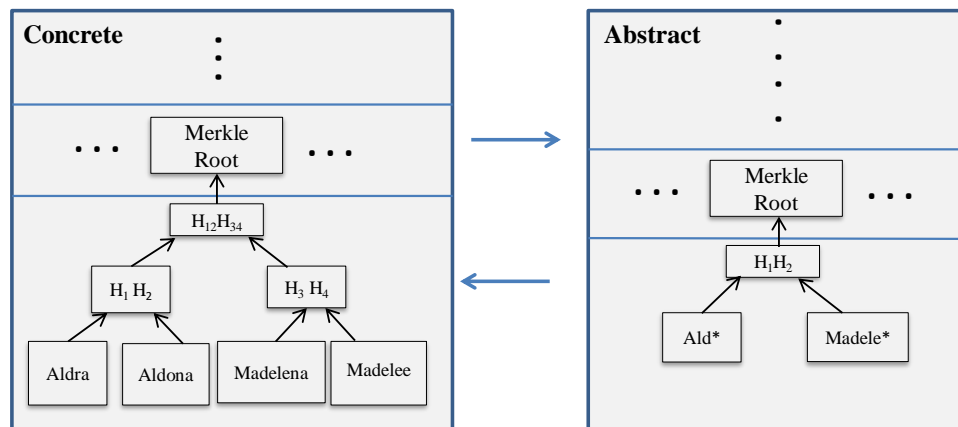 Concrete
Merkle
Root
. . .
. . .
H₁₂H₃₄
H₁ H₂
H₃ H₄
Aldra
Aldona
Madelena
Madelee
Abstract
Merkle
Root
. . .
. . .
H₁H₂
Ald*
Madele*